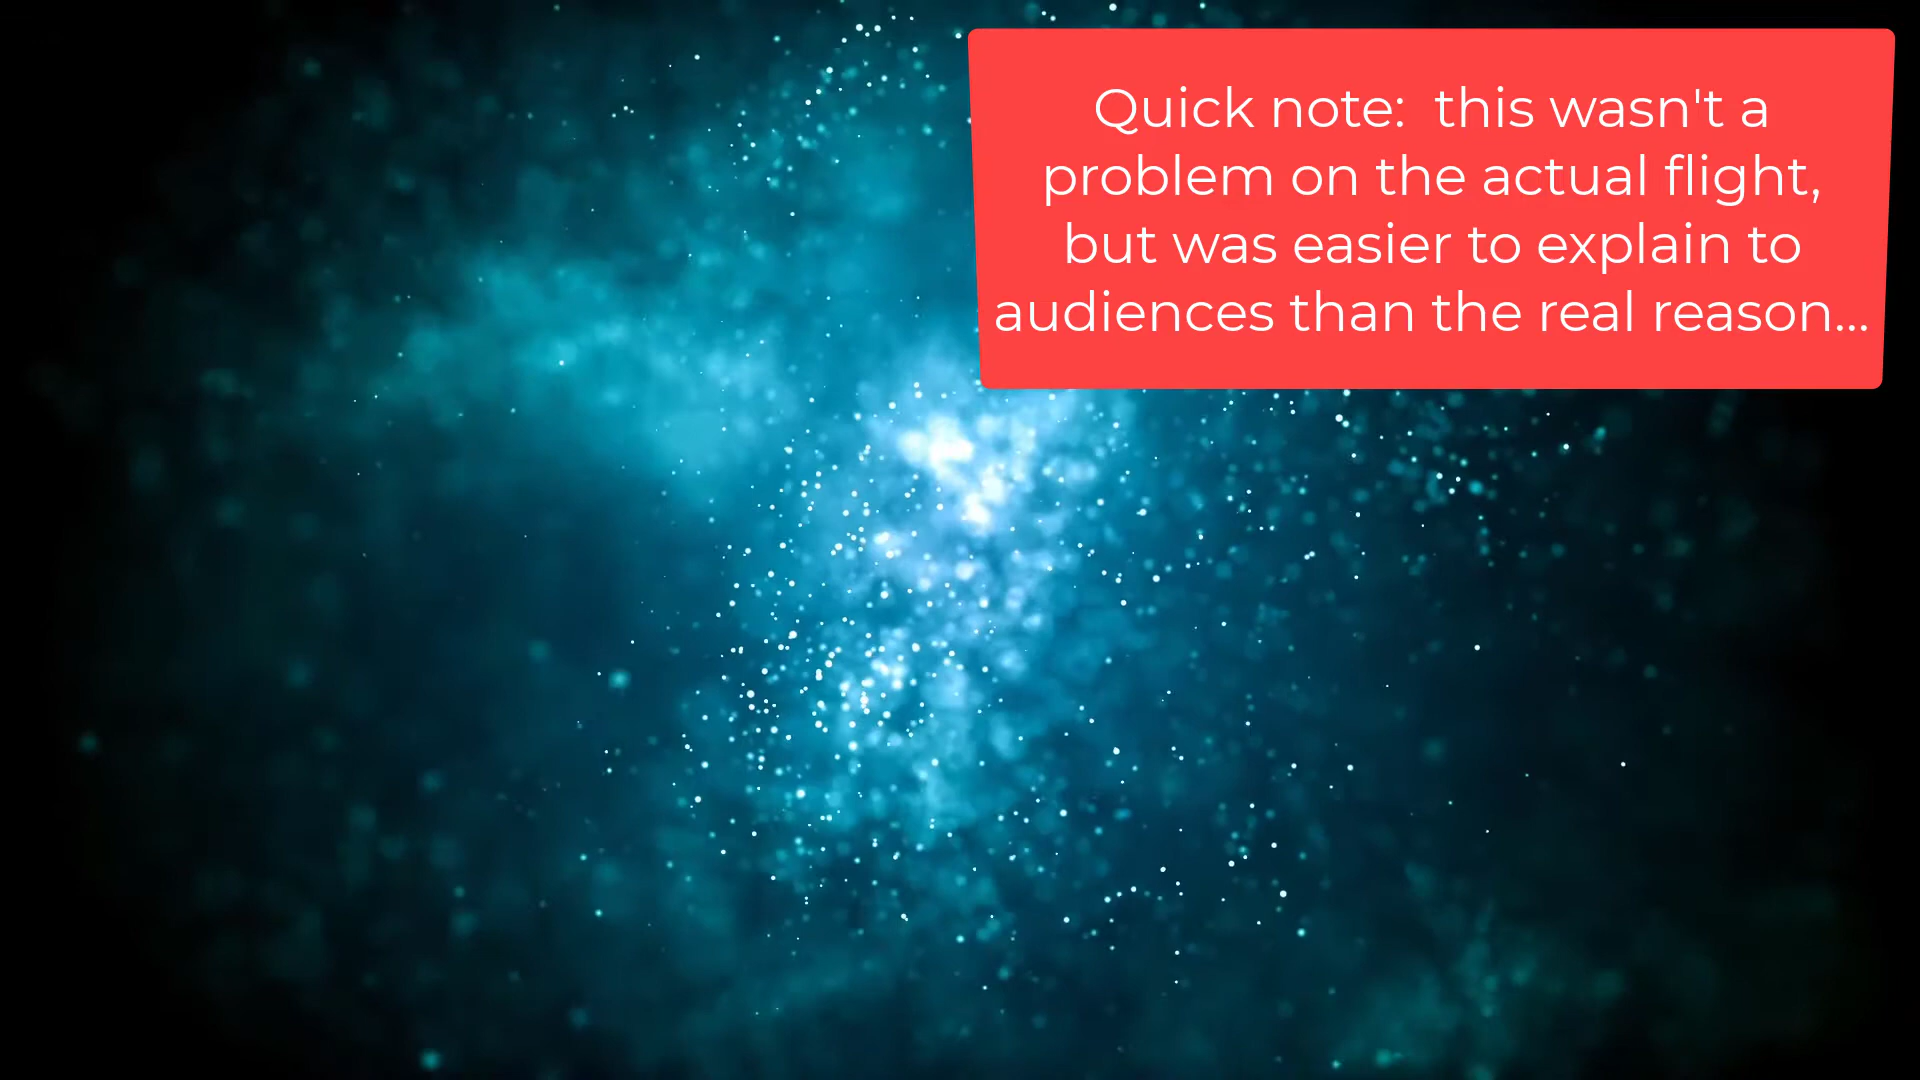 Quick note:  this wasn't a
problem on the actual flight,
but was easier to explain to
audiences than the real reason...